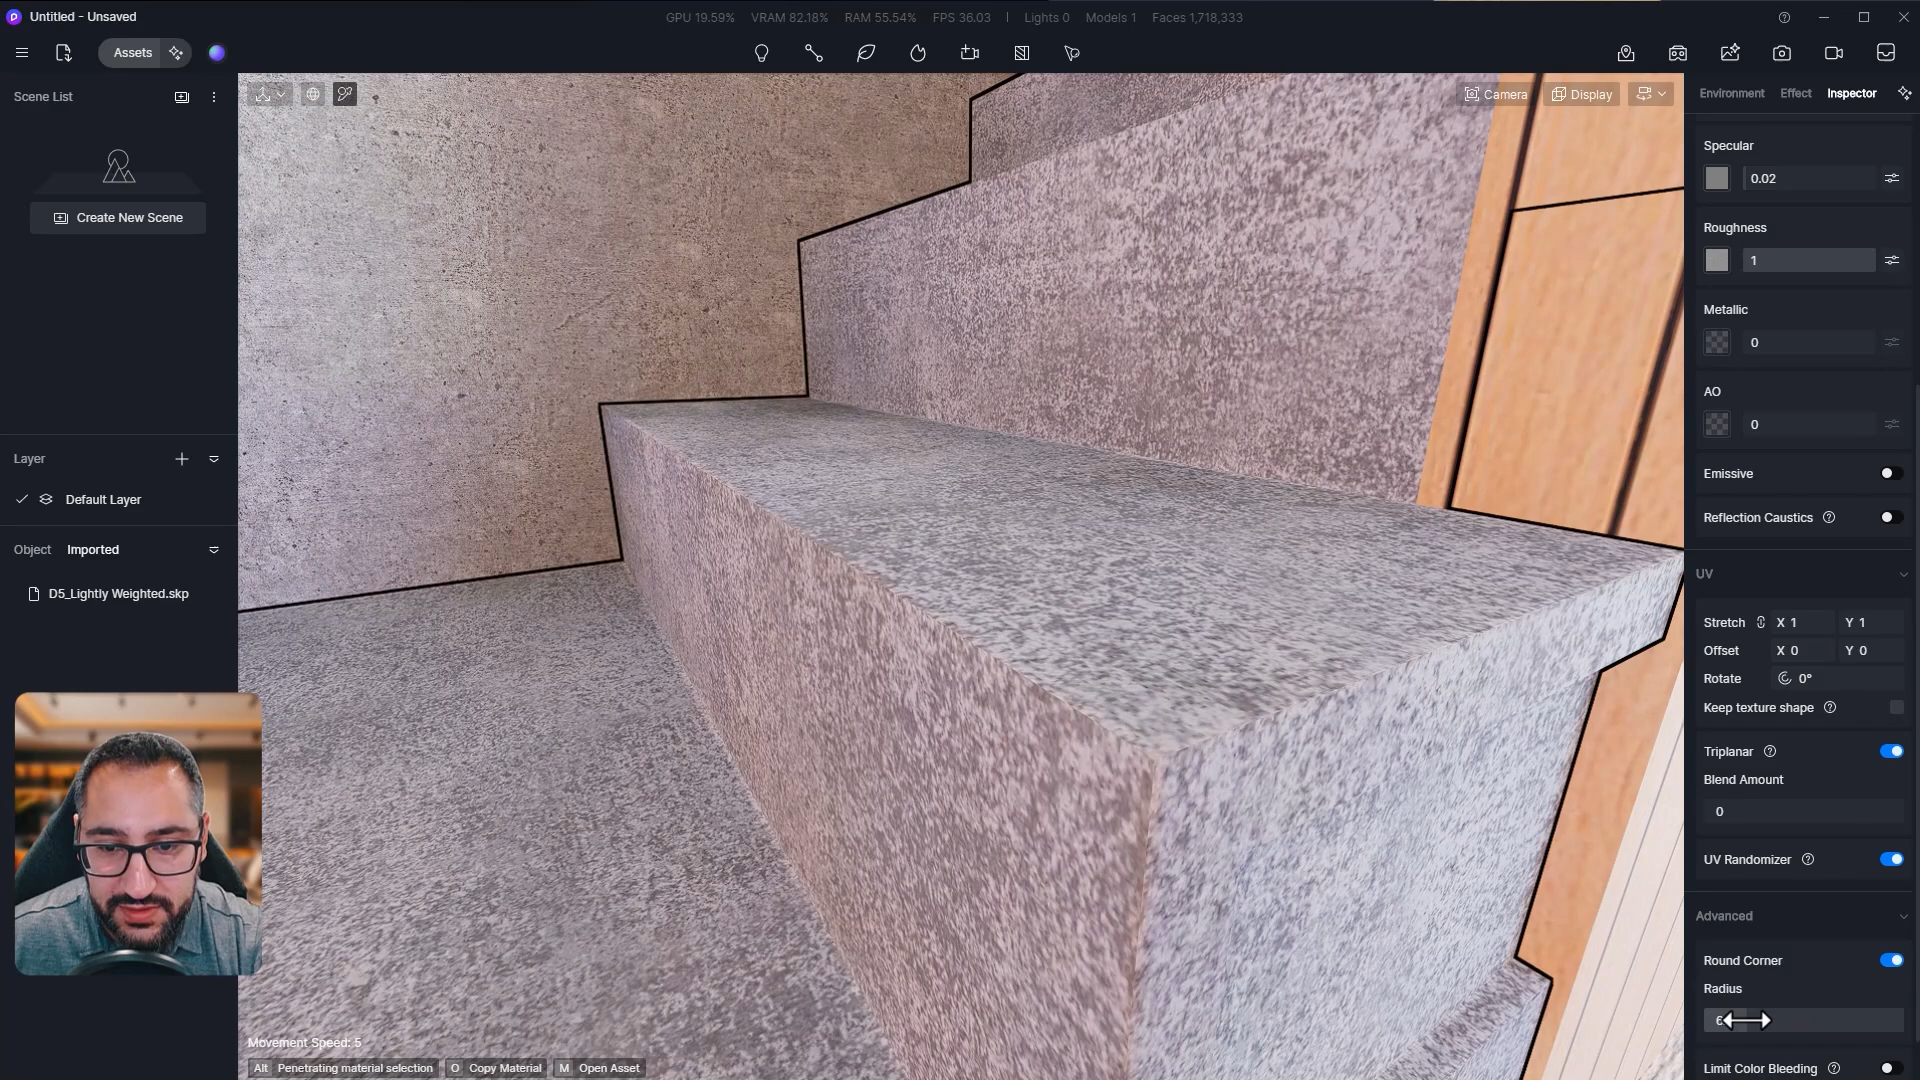 Untitled - Unsaved
GPU 19.59% VRAM 82.18% RAM 55.54% FPS 36.03 | Lights 0 Models 1 Faces 1,718,333
Assets
Scene List
Create New Scene
Layer
Default Layer
Object Imported
D5_Lightly Weighted.skp
Camera Display
Movement Speed: 5
Alt Penetrating material selection O Copy Material M Open Asset
Environment Effect Inspector
Specular
0.02
Roughness
1
Metallic
0
AO
0
Emissive
Reflection Caustics
UV
Stretch X 1 Y 1
Offset X 0 Y 0
Rotate 0°
Keep texture shape
Triplanar
Blend Amount
0
UV Randomizer
Advanced
Round Corner
Radius
Limit Color Bleeding